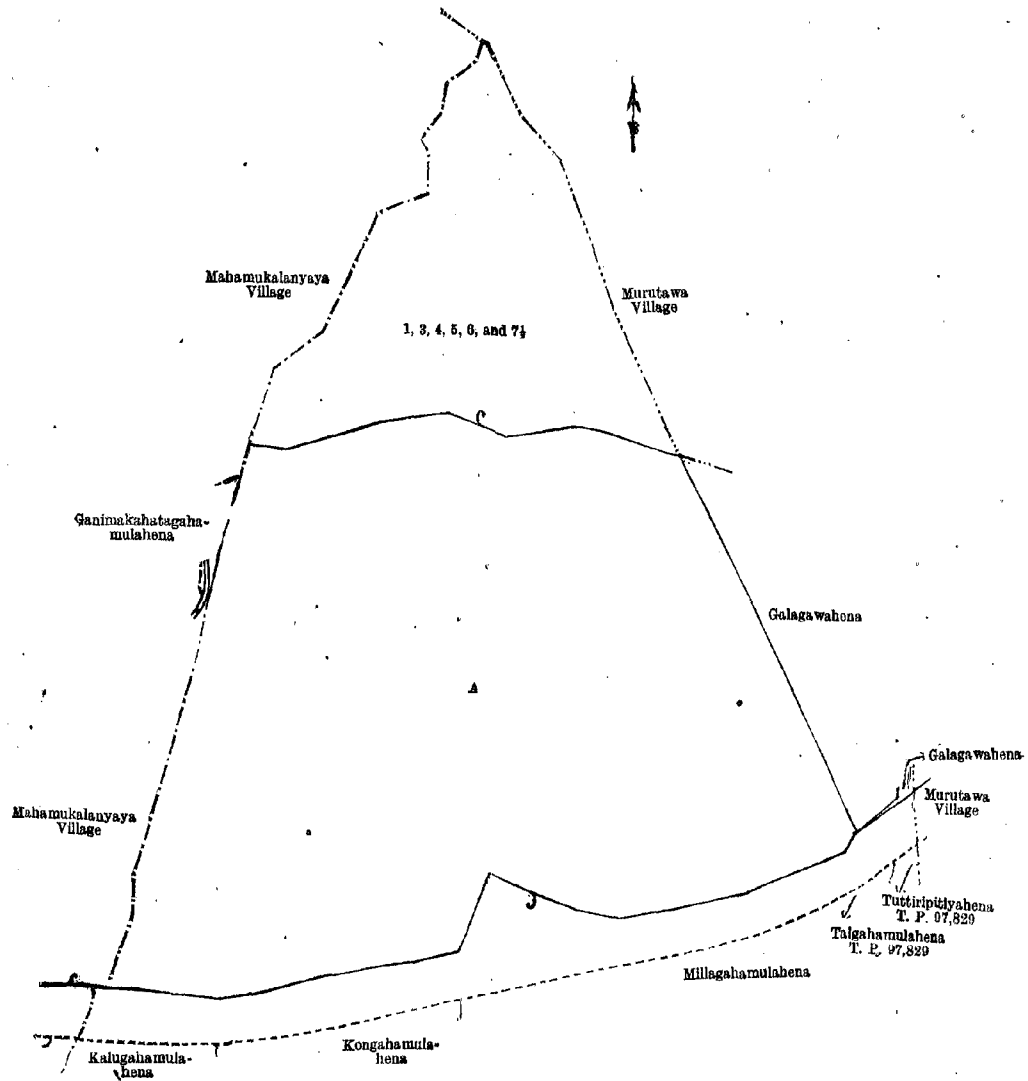 Mahamukalanyaya
Village
Murutawa
Village
1, 3, 4, 5, 6, and 7½
Ganimakahatagaha-
mulahena
Galagawahena
A
Galagawahena
Murutawa
Village
Mahamukalanyaya
Village
Tuttiripitiyahena
T. P. 97,829
Talgahamulahena
T. P. 97,829
Millagahamulahena
Kongahamula-
hena
Kalugahamula-
hena